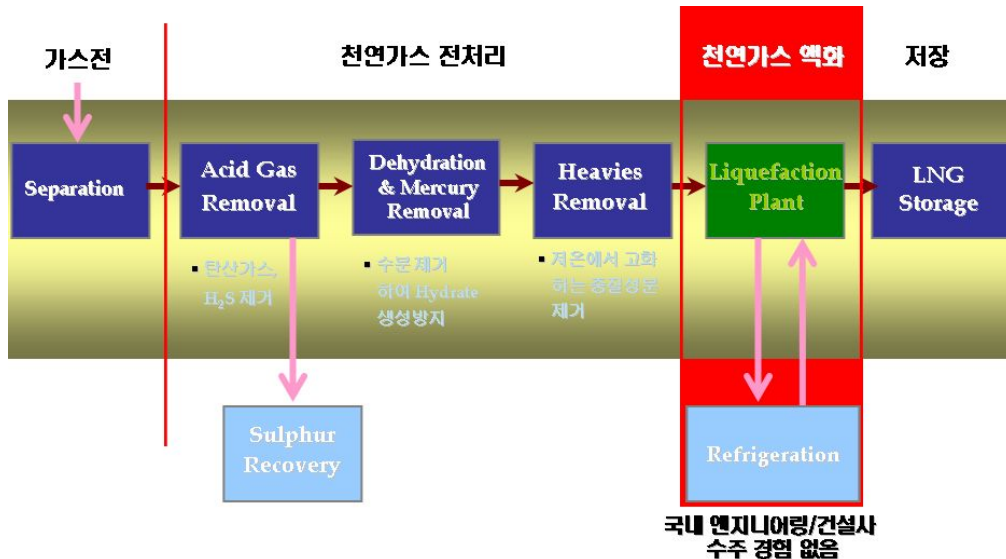 가스전
천연가스 전처리
천연가스 액화
저장
Separation
Acid Gas
Removal
Dehydration
& Mercury
Removal
Heavies
Removal
Liquefaction
Plant
LNG
Storage
▪ 탄산가스,
H₂S 제거
▪ 수분 제거
하여 Hydrate
생성방지
▪ 저온에서 고화
하는 중질성분
제거
Sulphur
Recovery
Refrigeration
국내 엔지니어링/건설사
수주 경험 없음